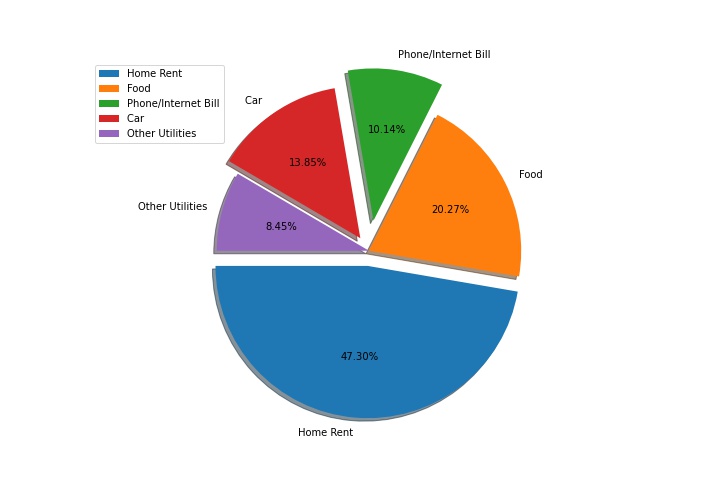 Phone/Internet Bill
Home Rent
Food
Phone/Internet Bill
Car
Other Utilities
Car
10.14%
13.85%
Food
Other Utilities
20.27%
8.45%
47.30%
Home Rent